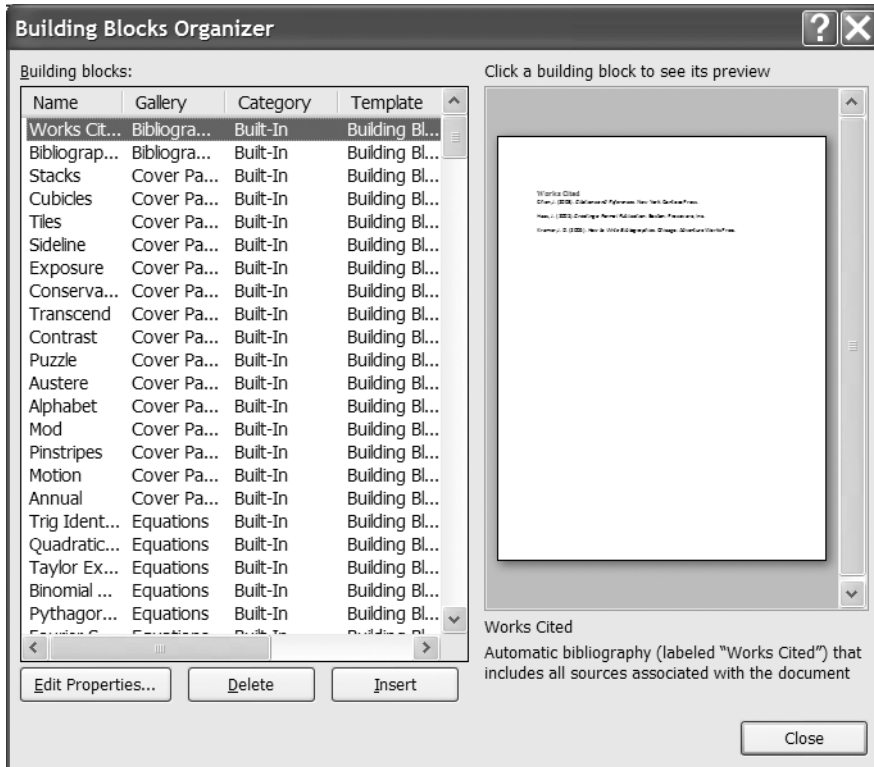 Building Blocks Organizer
Building blocks:
Name Gallery Category Template
Works Cit... Bibliogra... Built-In Building Bl...
Bibliograp... Bibliogra... Built-In Building Bl...
Stacks Cover Pa... Built-In Building Bl...
Cubicles Cover Pa... Built-In Building Bl...
Tiles Cover Pa... Built-In Building Bl...
Sideline Cover Pa... Built-In Building Bl...
Exposure Cover Pa... Built-In Building Bl...
Conserva... Cover Pa... Built-In Building Bl...
Transcend Cover Pa... Built-In Building Bl...
Contrast Cover Pa... Built-In Building Bl...
Puzzle Cover Pa... Built-In Building Bl...
Austere Cover Pa... Built-In Building Bl...
Alphabet Cover Pa... Built-In Building Bl...
Mod Cover Pa... Built-In Building Bl...
Pinstripes Cover Pa... Built-In Building Bl...
Motion Cover Pa... Built-In Building Bl...
Annual Cover Pa... Built-In Building Bl...
Trig Ident... Equations Built-In Building Bl...
Quadratic... Equations Built-In Building Bl...
Taylor Ex... Equations Built-In Building Bl...
Binomial ... Equations Built-In Building Bl...
Pythagor... Equations Built-In Building Bl...
Edit Properties... Delete Insert
Click a building block to see its preview
Works Cited
Works Cited
Automatic bibliography (labeled “Works Cited”) that
includes all sources associated with the document
Close